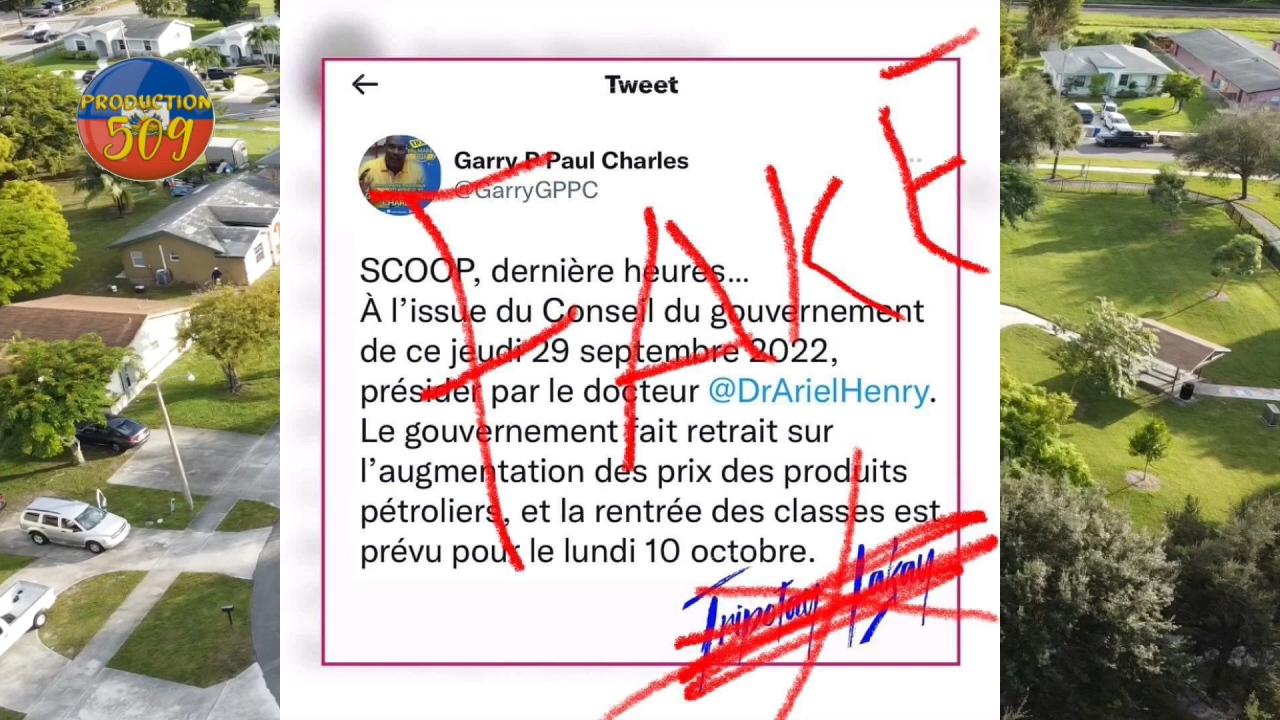 PRODUCTION
509
Tweet
Garry P Paul Charles
@GarryGPPC
SCOOP, dernière heures...
À l'issue du Conseil du gouvernement
de ce jeudi 29 septembre 2022,
présider par le docteur @DrArielHenry.
Le gouvernement fait retrait sur
l'augmentation des prix des produits
pétroliers, et la rentrée des classes est
prévu pour le lundi 10 octobre.
FAKE
Tripotay Lakay